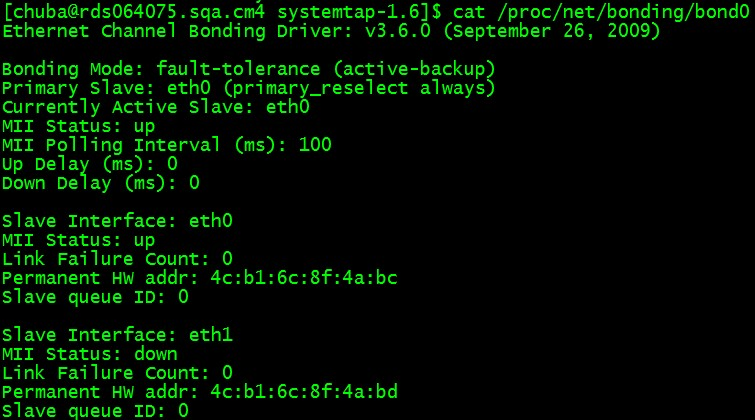 [chuba@rds064075.sqa.cm4 systemtap-1.6]$ cat /proc/net/bonding/bond0
Ethernet Channel Bonding Driver: v3.6.0 (September 26, 2009)
Bonding Mode: fault-tolerance (active-backup)
Primary Slave: eth0 (primary_reselect always)
Currently Active Slave: eth0
MII Status: up
MII Polling Interval (ms): 100
Up Delay (ms): 0
Down Delay (ms): 0
Slave Interface: eth0
MII Status: up
Link Failure Count: 0
Permanent HW addr: 4c:b1:6c:8f:4a:bc
Slave queue ID: 0
Slave Interface: eth1
MII Status: down
Link Failure Count: 0
Permanent HW addr: 4c:b1:6c:8f:4a:bd
Slave queue ID: 0